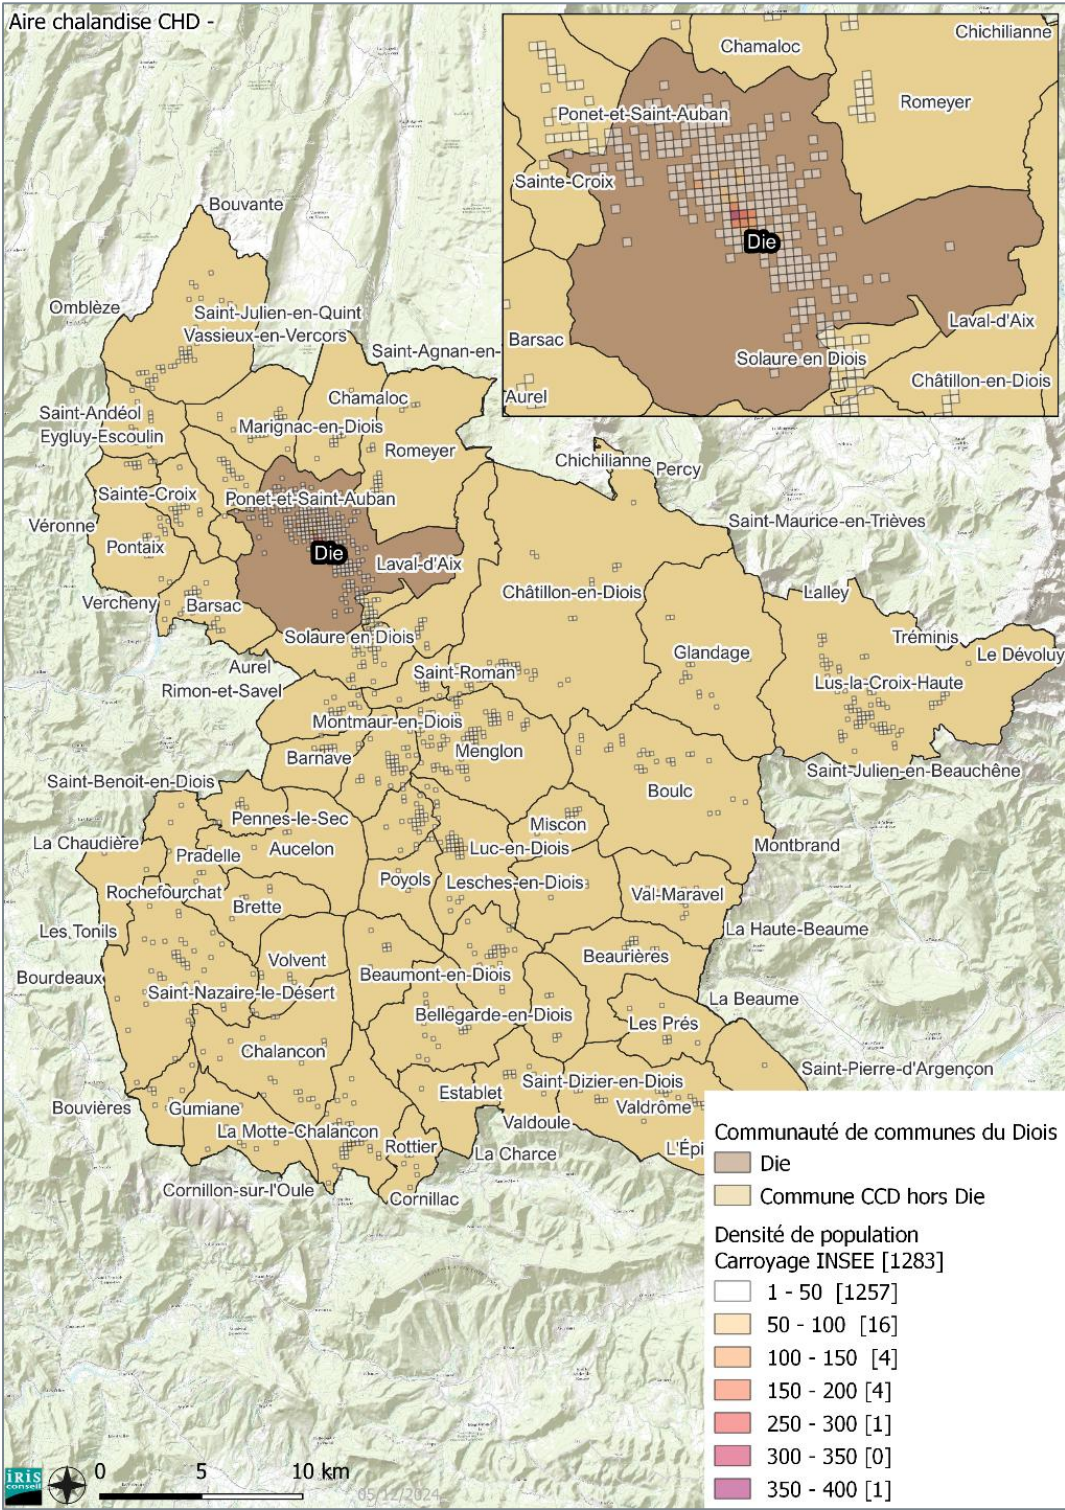 Aire chalandise CHD -
Chamaloc
Chichilianne
Romeyer
Ponet-et-Saint-Auban
Sainte-Croix
Die
Barsac
Laval-d'Aix
Solaure en Diois
Châtillon-en-Diois
Aurel
Bouvante
Omblèze
Saint-Julien-en-Quint
Vassieux-en-Vercors
Saint-Agnan-en-
Chamaloc
Saint-Andéol
Marignac-en-Diois
Eygluy-Escoulin
Romeyer
Chichilianne
Percy
Sainte-Croix
Ponet-et-Saint-Auban
Véronne
Saint-Maurice-en-Trièves
Pontaix
Die
Laval-d'Aix
Châtillon-en-Diois
Lalley
Vercheny
Barsac
Solaure en Diois
Tréminis
Glandage
Le Dévoluy
Aurel
Saint-Roman
Lus-la-Croix-Haute
Rimon-et-Savel
Montmaur-en-Diois
Menglon
Barnave
Saint-Julien-en-Beauchêne
Saint-Benoit-en-Diois
Boulc
Pennes-le-Sec
Miscon
La Chaudière
Aucelon
Luc-en-Diois
Montbrand
Pradelle
Poyols
Lesches-en-Diois
Rochefourchat
Val-Maravel
Brette
Les Tonils
La Haute-Beaume
Volvent
Beaurières
Bourdeaux
Beaumont-en-Diois
Saint-Nazaire-le-Désert
La Beaume
Bellegarde-en-Diois
Les Prés
Chalancon
Saint-Pierre-d'Argençon
Saint-Dizier-en-Diois
Establet
Bouvières
Gumiane
Valdrôme
Valdoule
La Motte-Chalancon
Rottier
La Charce
L'Épi
Cornillon-sur-l'Oule
Cornillac
Communauté de communes du Diois
Die
Commune CCD hors Die
Densité de population
Carroyage INSEE [1283]
1 - 50 [1257]
50 - 100 [16]
100 - 150 [4]
150 - 200 [4]
250 - 300 [1]
300 - 350 [0]
350 - 400 [1]
iRIS
conseil
0 5 10 km
05/12/2024